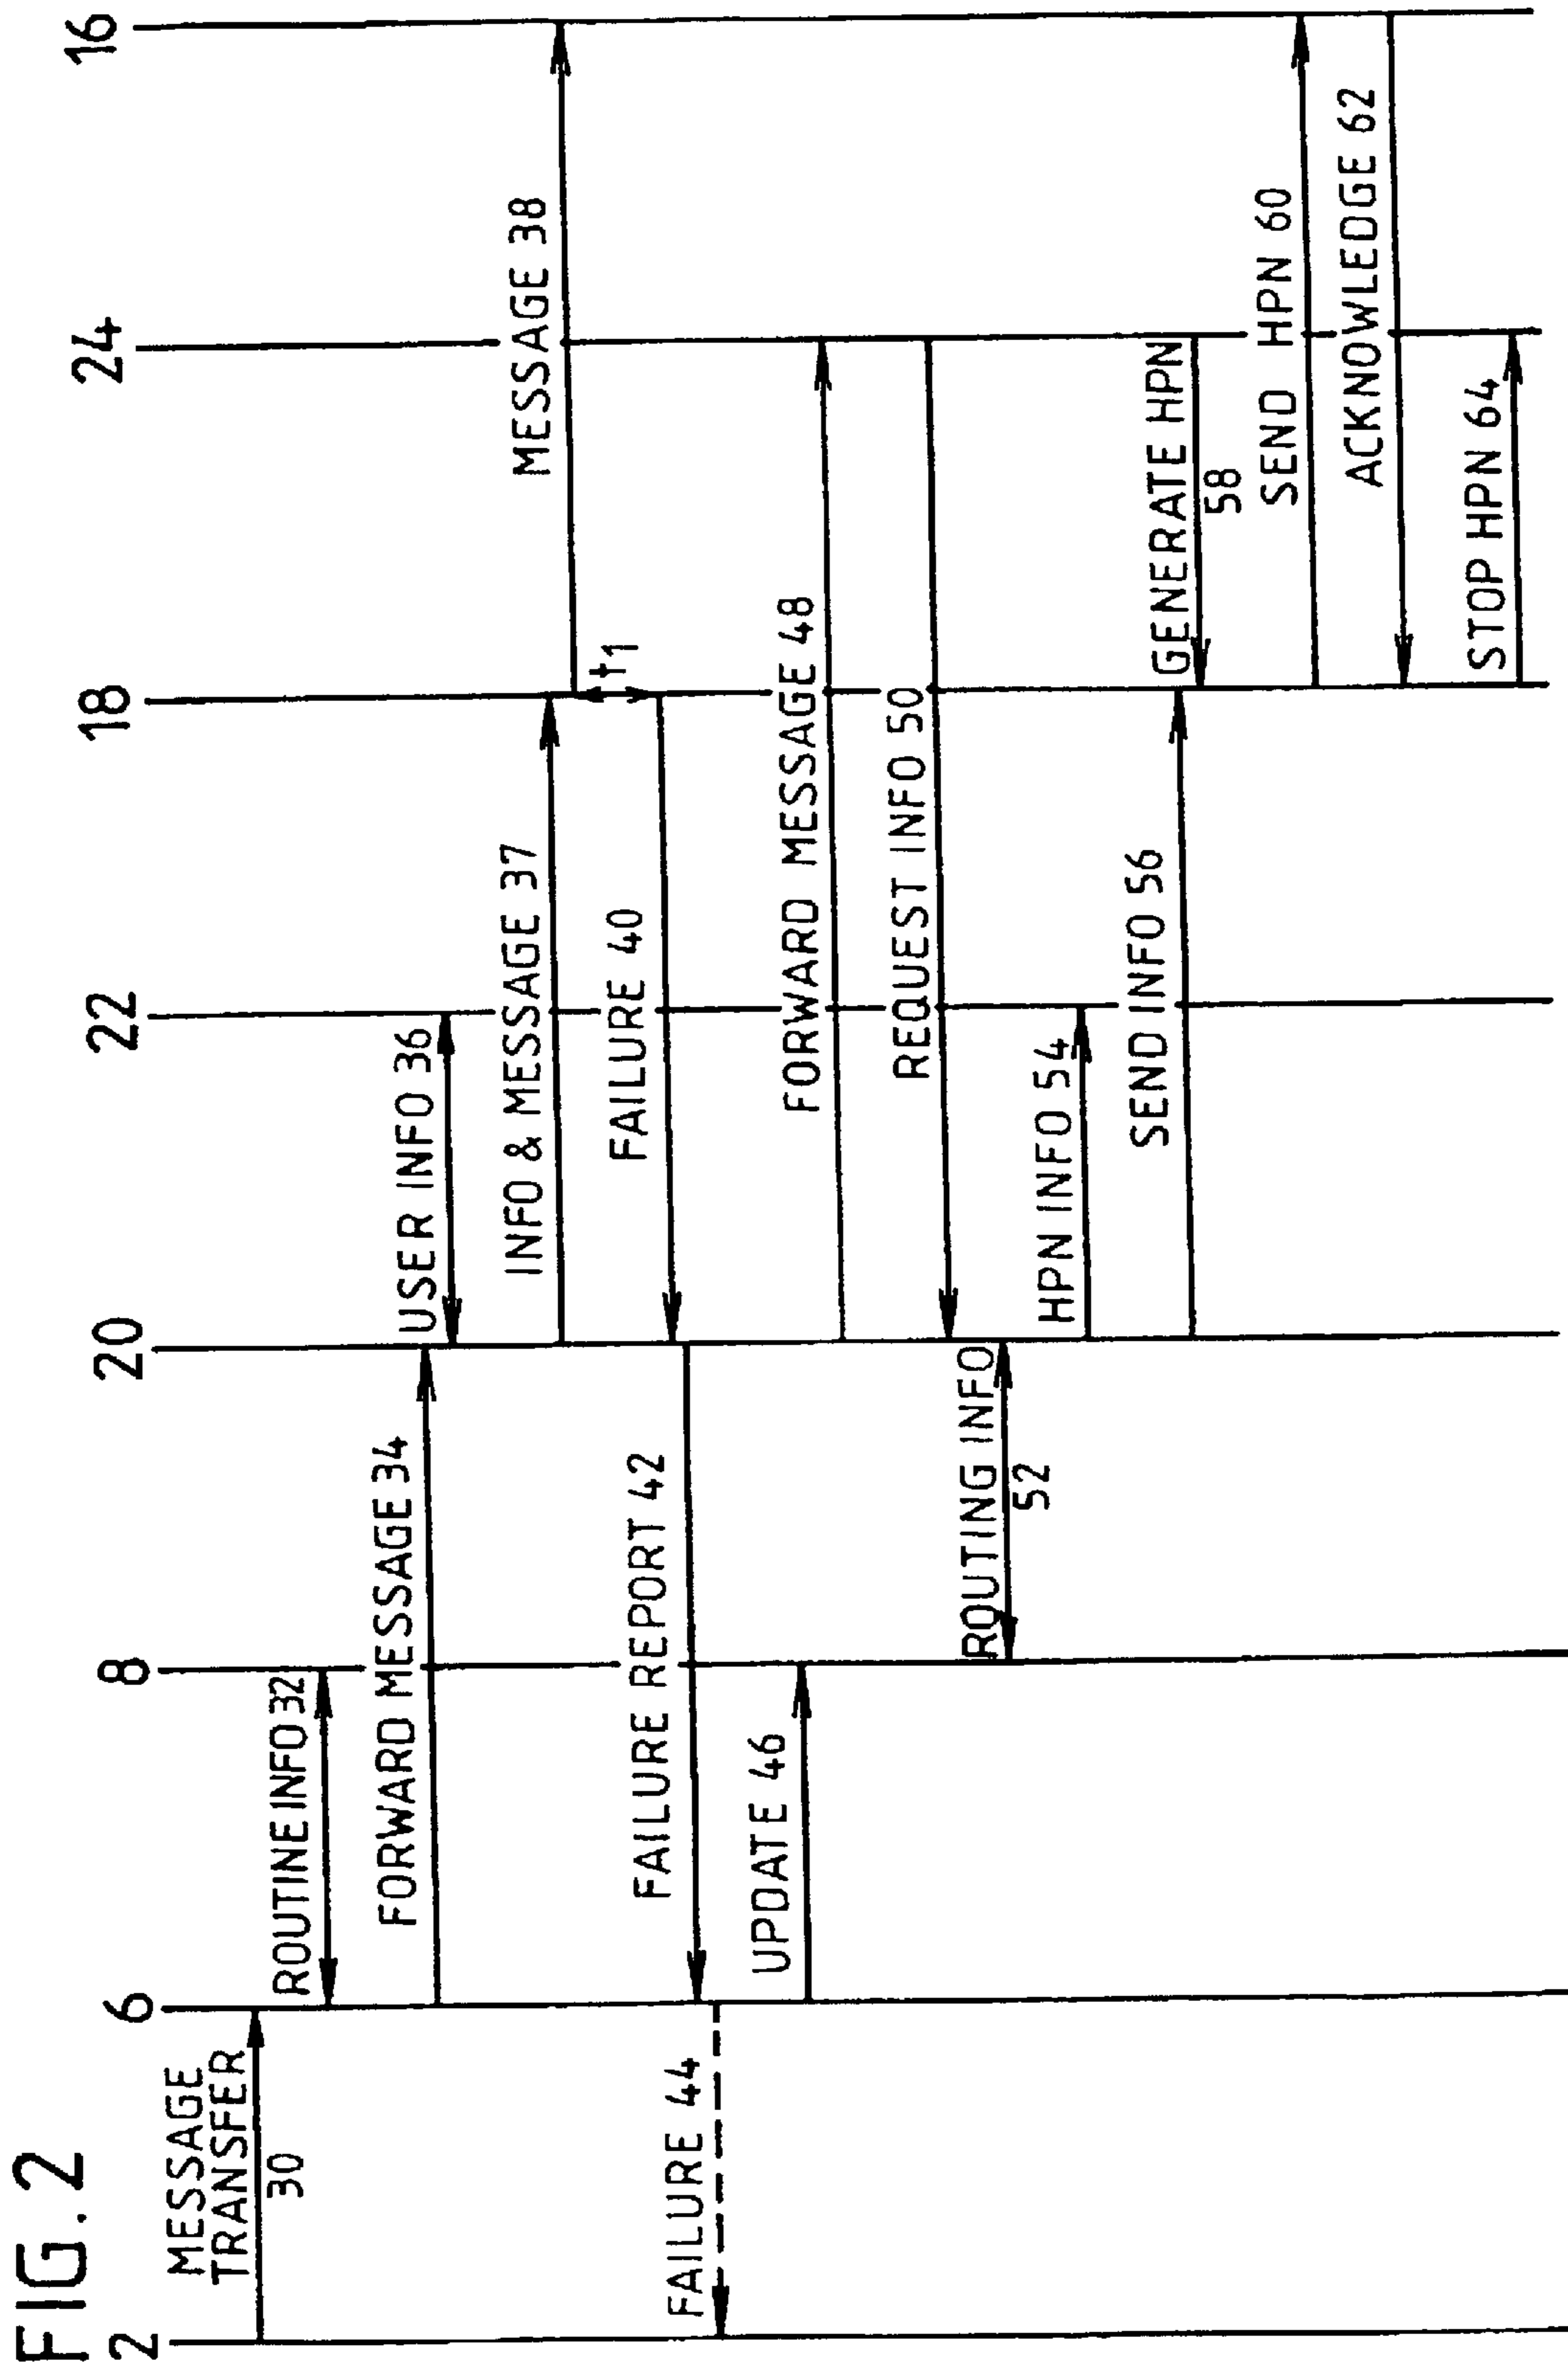 FIG. 2
2
6
8
20
22
18
24
16
MESSAGE
TRANSFER
30
ROUTINE INFO 32
FORWARD MESSAGE 34
USER INFO 36
INFO & MESSAGE 37
MESSAGE 38
t1
FAILURE 40
FAILURE REPORT 42
FAILURE 44
UPDATE 46
FORWARD MESSAGE 48
REQUEST INFO 50
ROUTING INFO
52
HPN INFO 54
SEND INFO 56
GENERATE HPN
58
SEND HPN 60
ACKNOWLEDGE 62
STOP HPN 64